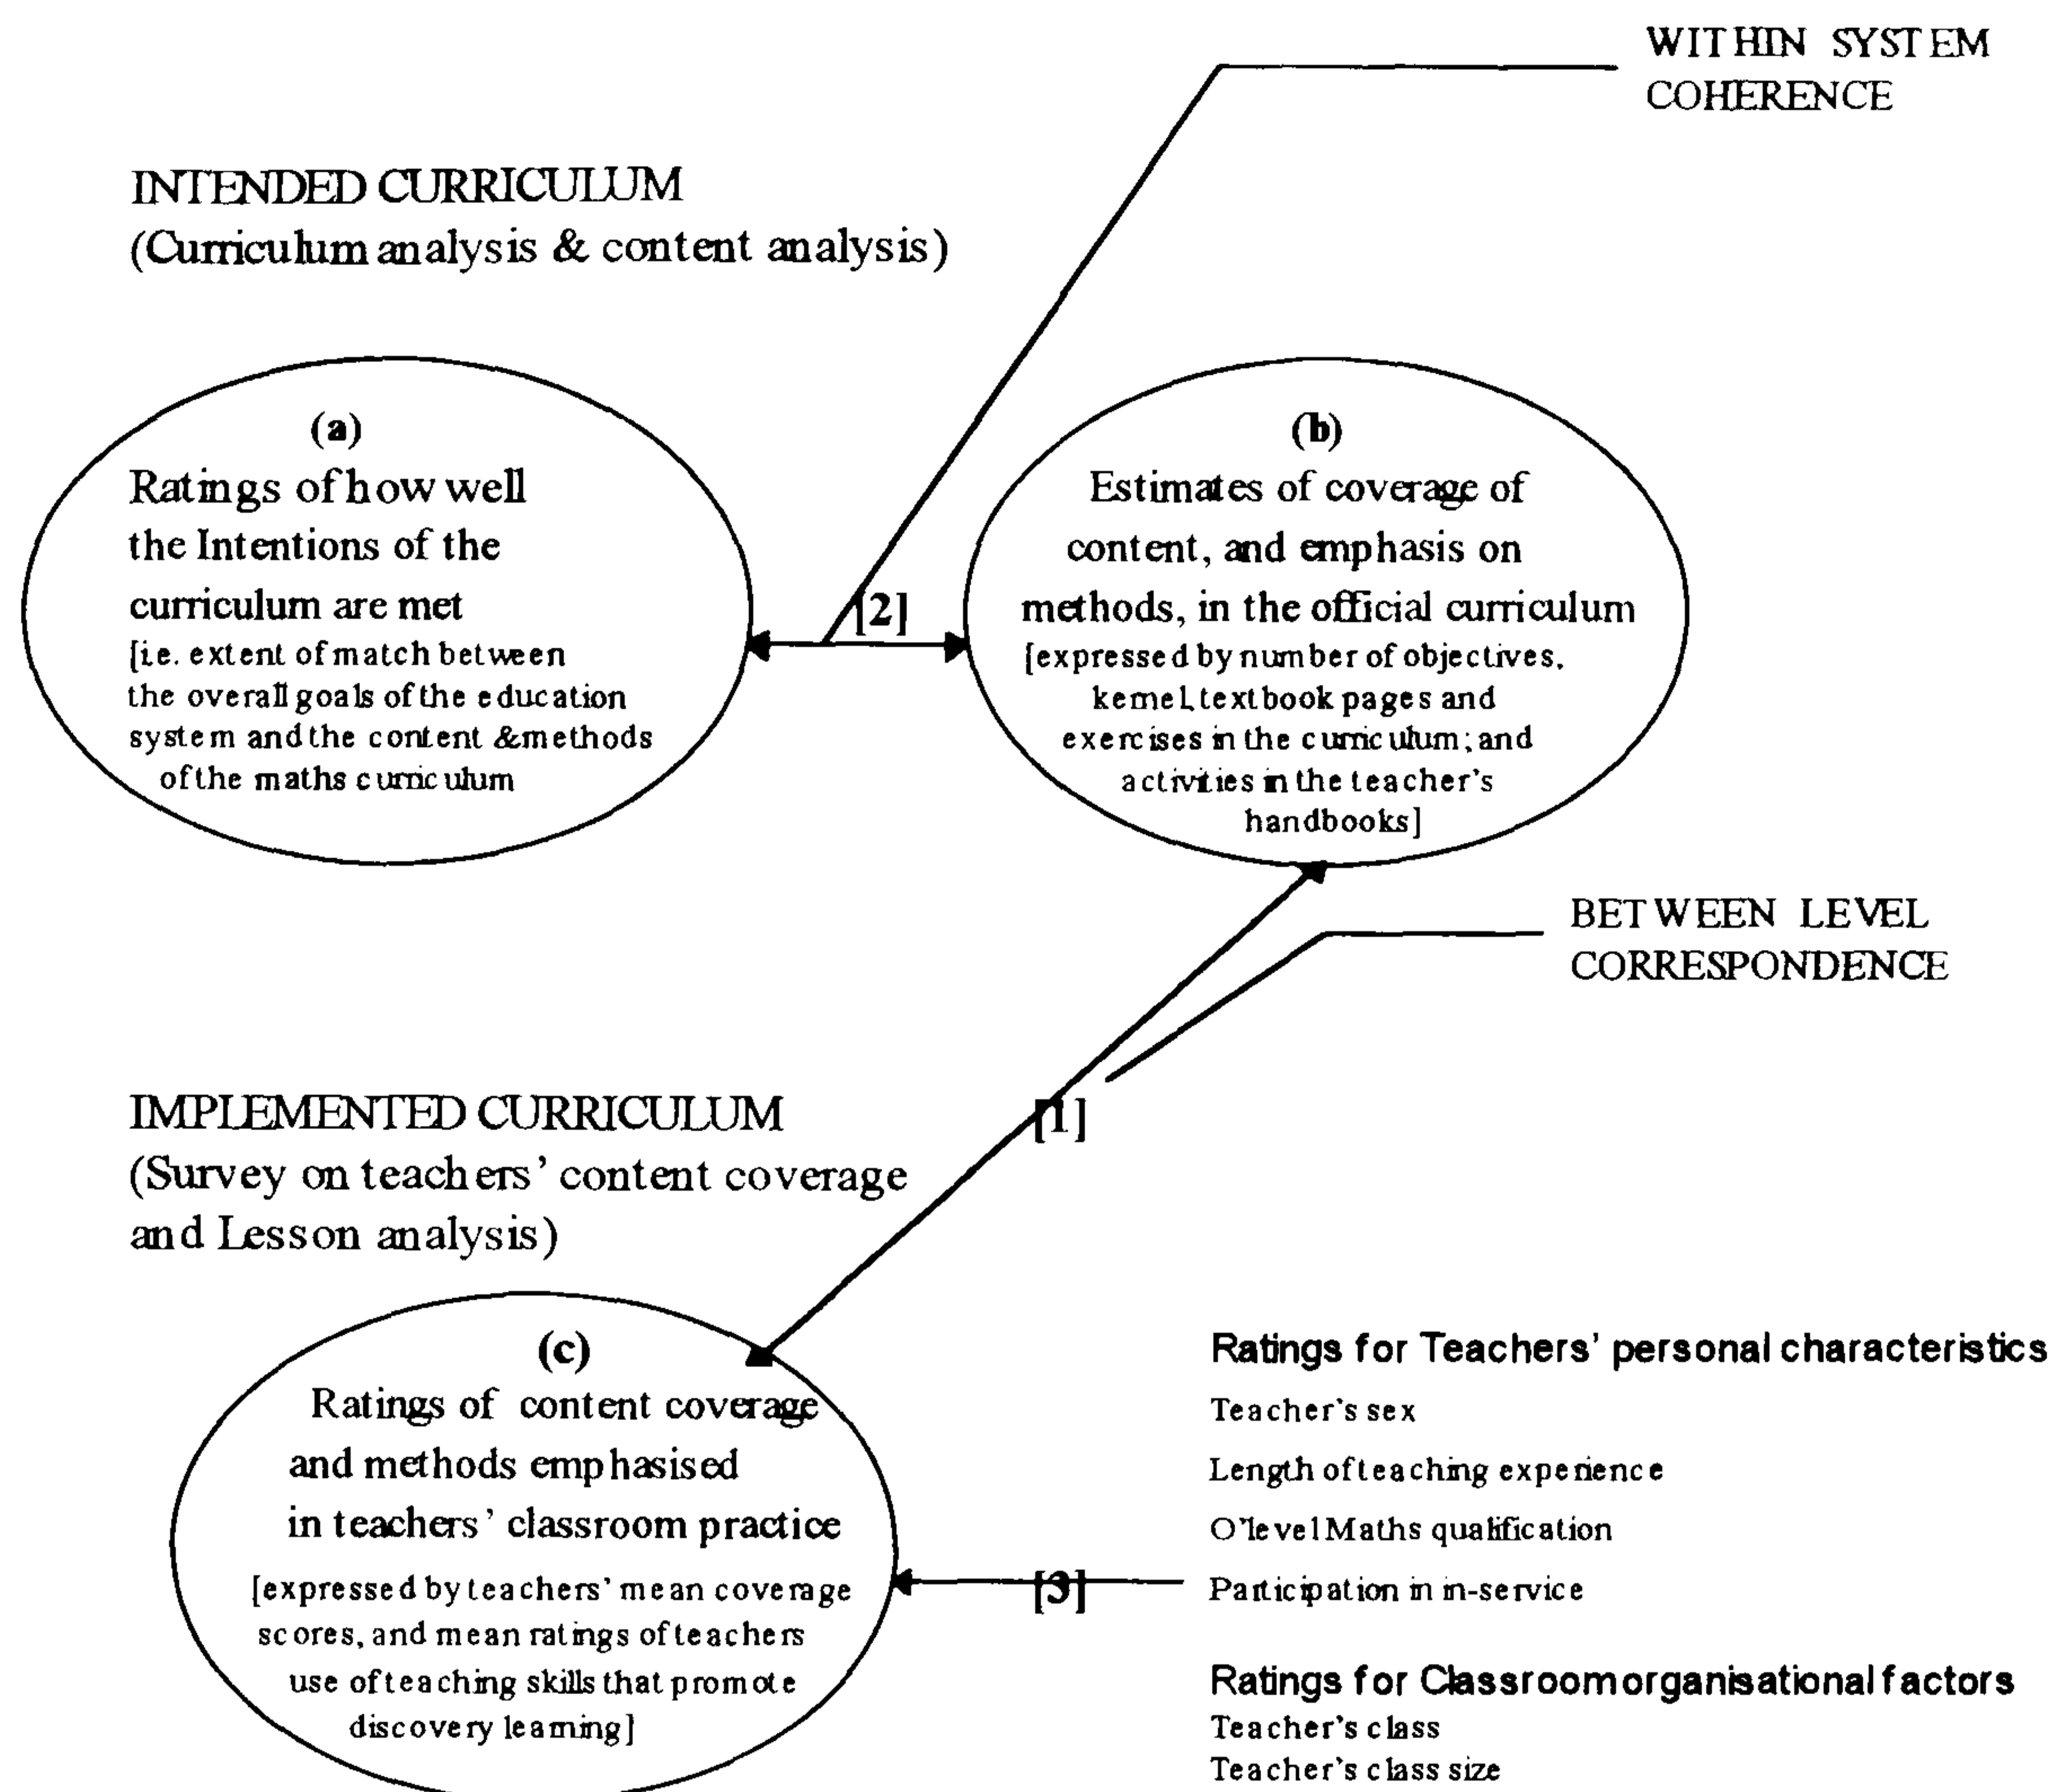 WITHIN SYSTEM
COHERENCE
INTENDED CURRICULUM
(Curriculum analysis & content analysis)
(a)
Ratings of how well
the Intentions of the
curriculum are met
[i.e. extent of match between
the overall goals of the education
system and the content & methods
of the maths curriculum
[2]
(b)
Estimates of coverage of
content, and emphasis on
methods, in the official curriculum
[expressed by number of objectives,
kernel, textbook pages and
exercises in the curriculum; and
activities in the teacher's
handbooks]
BETWEEN LEVEL
CORRESPONDENCE
[1]
IMPLEMENTED CURRICULUM
(Survey on teachers' content coverage
and Lesson analysis)
(c)
Ratings of content coverage
and methods emphasised
in teachers' classroom practice
[expressed by teachers' mean coverage
scores, and mean ratings of teachers
use of teaching skills that promote
discovery learning]
[3]
Ratings for Teachers' personal characteristics
Teacher's sex
Length of teaching experience
O'level Maths qualification
Participation in in-service
Ratings for Classroom organisational factors
Teacher's class
Teacher's class size